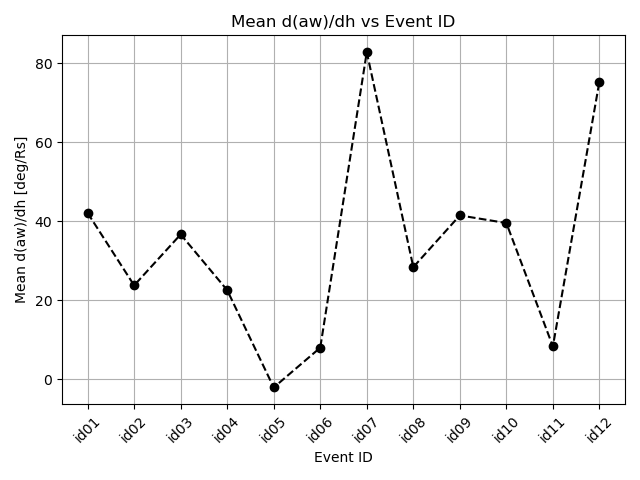 Mean d(aw)/dh vs Event ID
Mean d(aw)/dh [deg/Rs]
80
60
40
20
0
id01
id02
id03
id04
id05
id06
id07
id08
id09
id10
id11
id12
Event ID